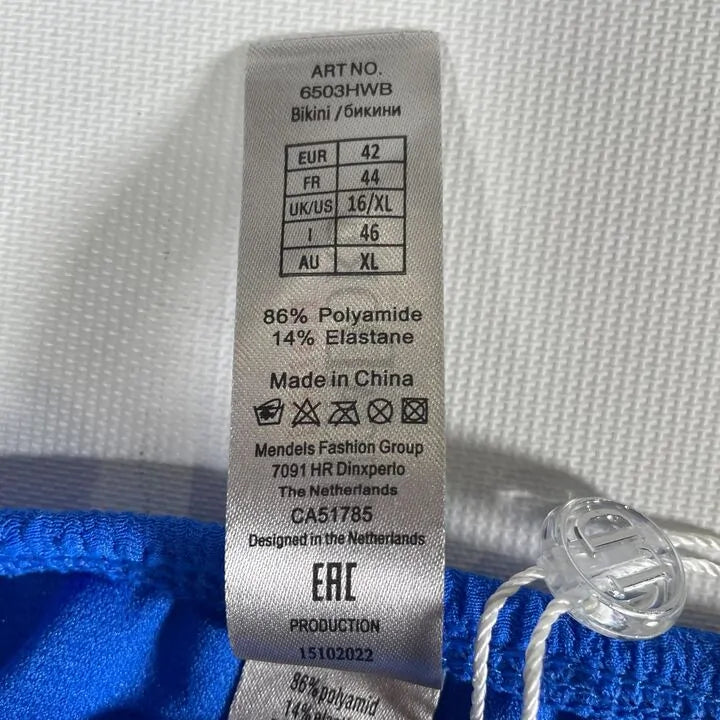 ART NO.
6503HWB
Bikini /бикини
EUR 42
FR 44
UK/US 16/XL
I 46
AU XL
86% Polyamide
14% Elastane
Made in China
Mendels Fashion Group
7091 HR Dinxperlo
The Netherlands
CA51785
Designed in the Netherlands
EAC
PRODUCTION
15102022
86% polyamid
14%